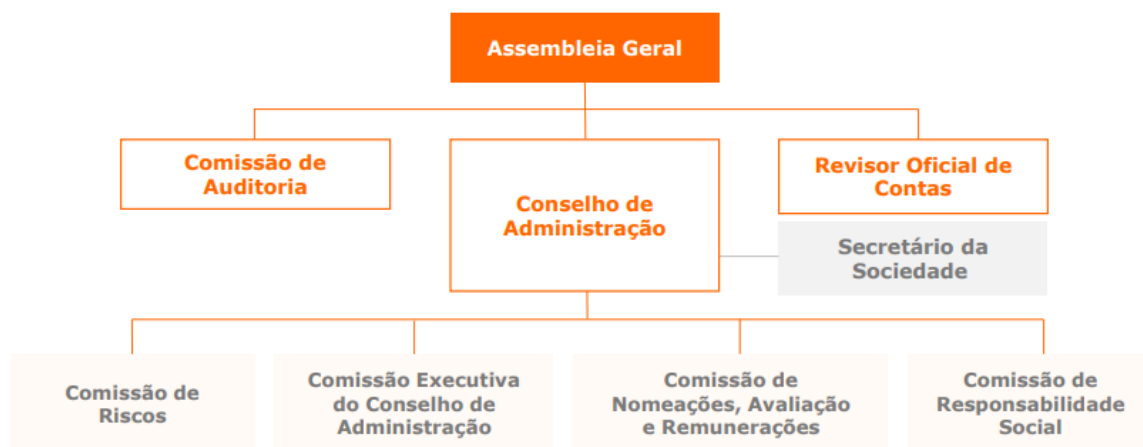 Assembleia Geral
Comissão de
Auditoria
Conselho de
Administração
Revisor Oficial de
Contas
Secretário da
Sociedade
Comissão de
Riscos
Comissão Executiva
do Conselho de
Administração
Comissão de
Nomeações, Avaliação
e Remunerações
Comissão de
Responsabilidade
Social